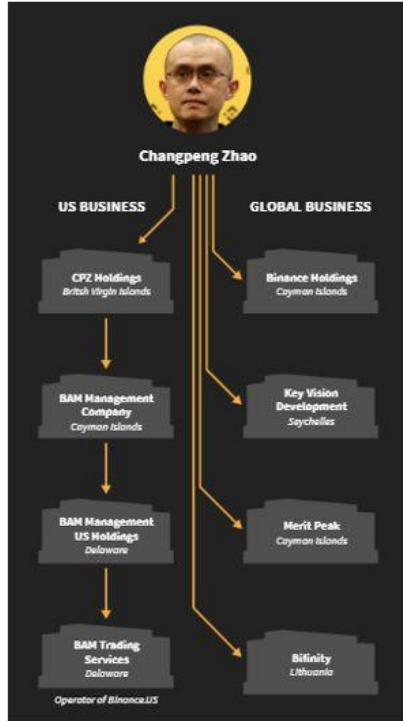 Changpeng Zhao
US BUSINESS
GLOBAL BUSINESS
CPZ Holdings
British Virgin Islands
BAM Management
Company
Cayman Islands
BAM Management
US Holdings
Delaware
BAM Trading
Services
Delaware
Operator of Binance.US
Binance Holdings
Cayman Islands
Key Vision
Development
Seychelles
Merit Peak
Cayman Islands
Bifinity
Lithuania